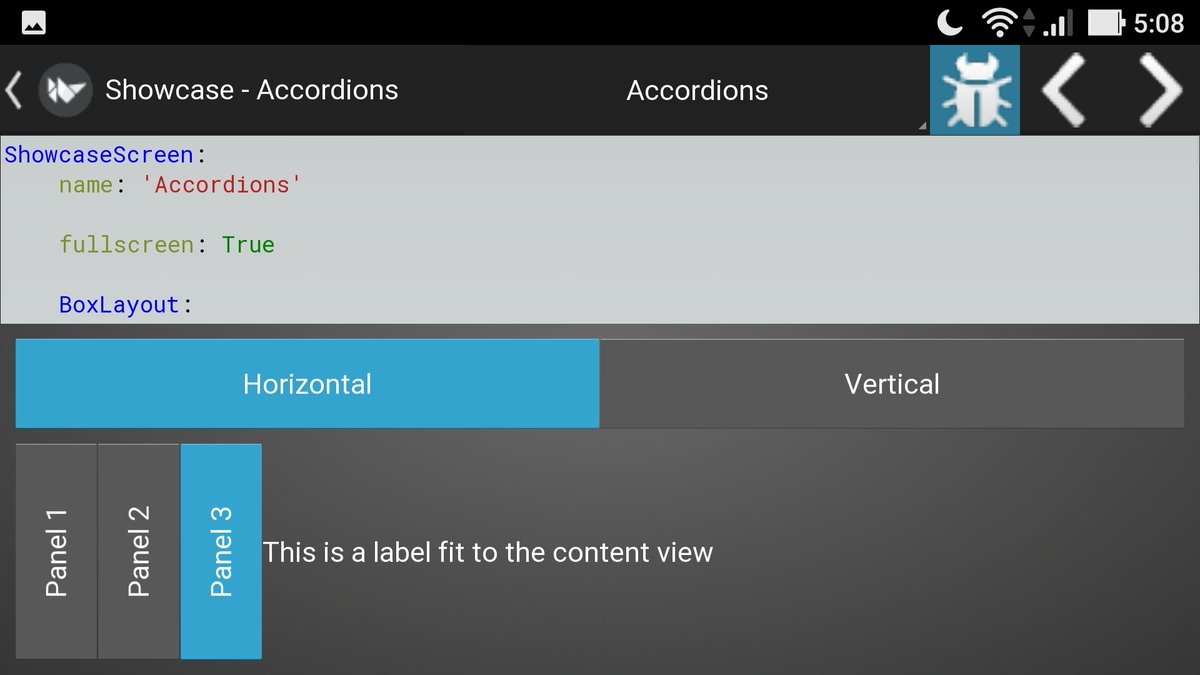 5:08
Showcase - Accordions
Accordions
ShowcaseScreen:
name: 'Accordions'
fullscreen: True
BoxLayout:
Horizontal
Vertical
Panel 1
Panel 2
Panel 3
This is a label fit to the content view